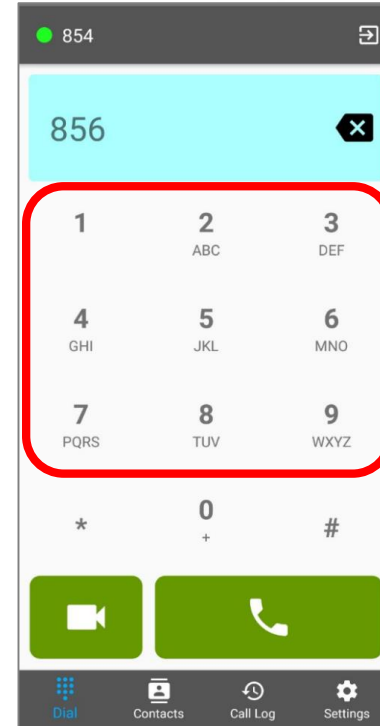 854
856
1 2 3
ABC DEF
4 5 6
GHI JKL MNO
7 8 9
PQRS TUV WXYZ
* 0 #
+
Dial Contacts Call Log Settings